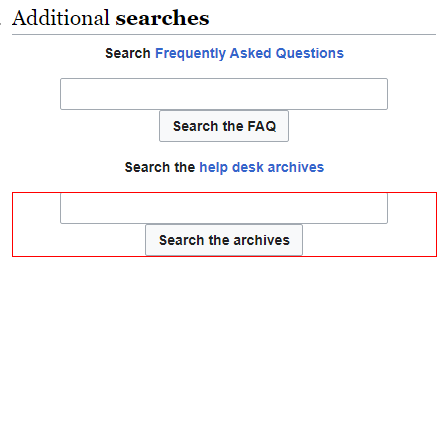 Additional searches
Search Frequently Asked Questions
Search the FAQ
Search the help desk archives
Search the archives